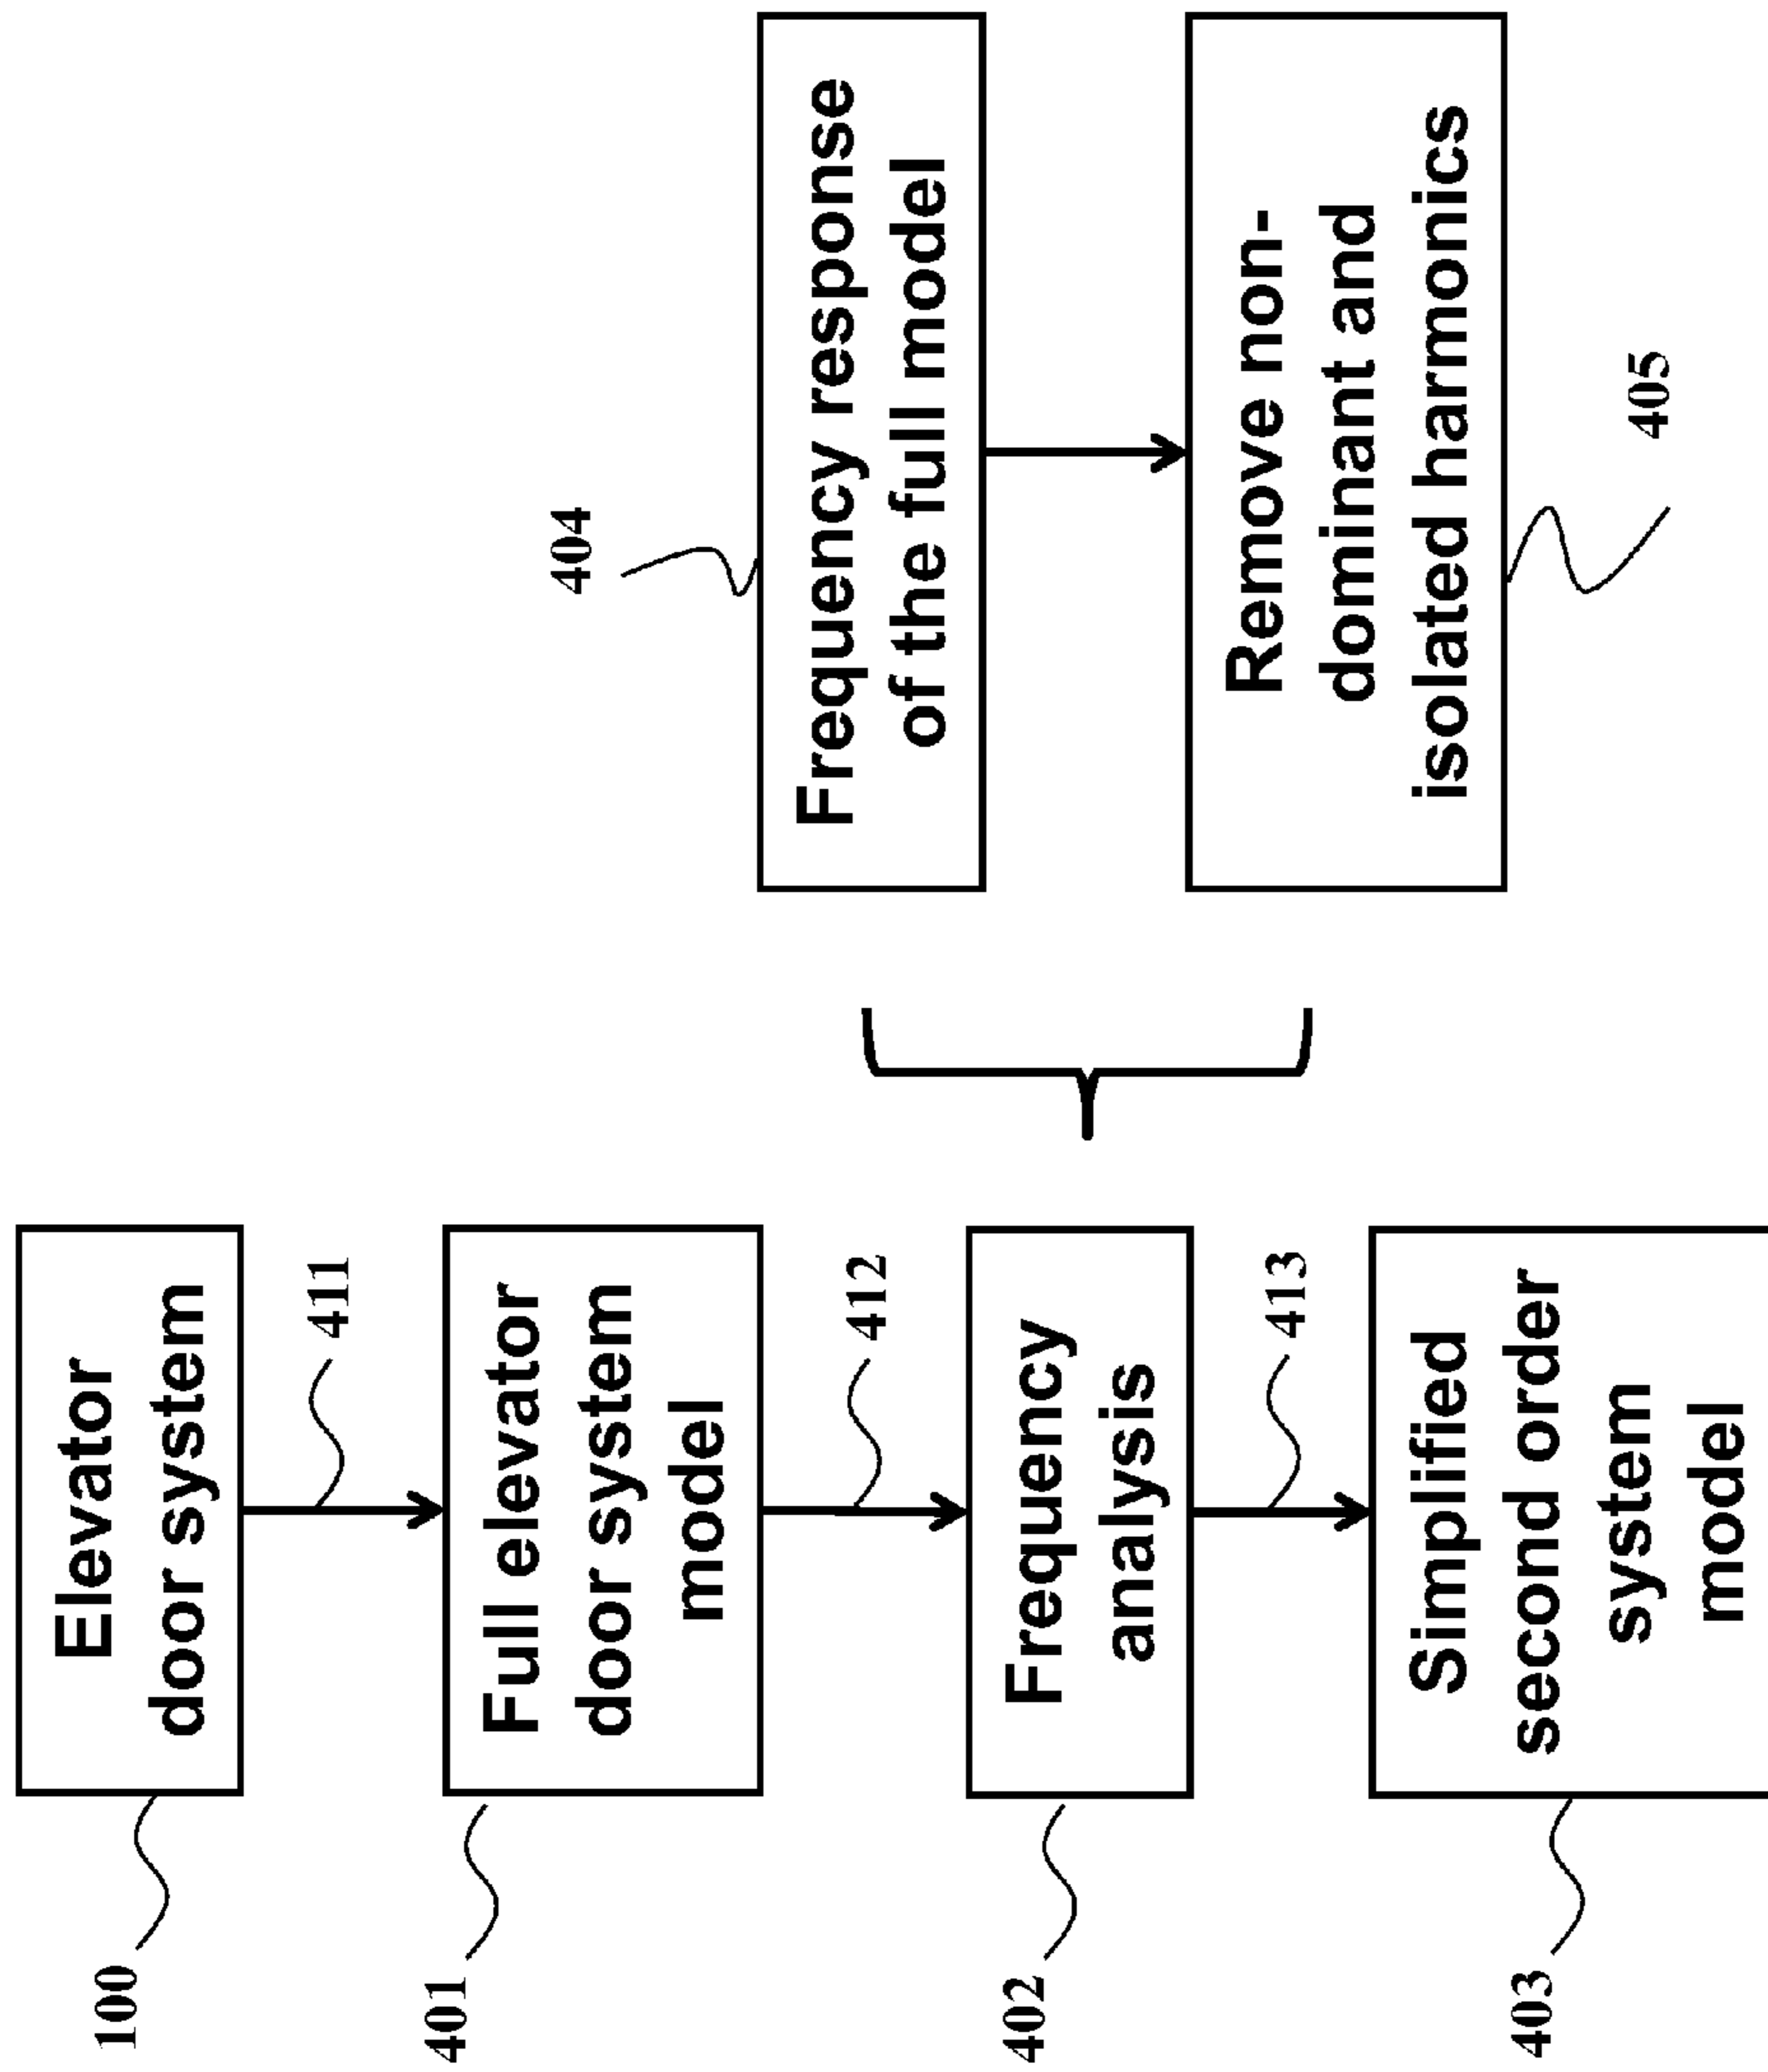 100
Elevator
door system
411
401
Full elevator
door system
model
412
402
Frequency
analysis
413
403
Simplified
second order
system
model
404
Frequency response
of the full model
Remove non-
dominant and
isolated harmonics
405